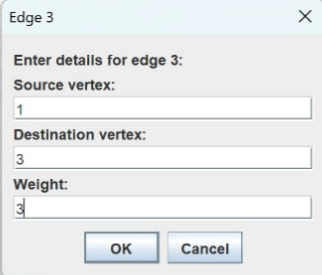 Edge 3
Enter details for edge 3:
Source vertex:
1
Destination vertex:
3
Weight:
3
OK Cancel